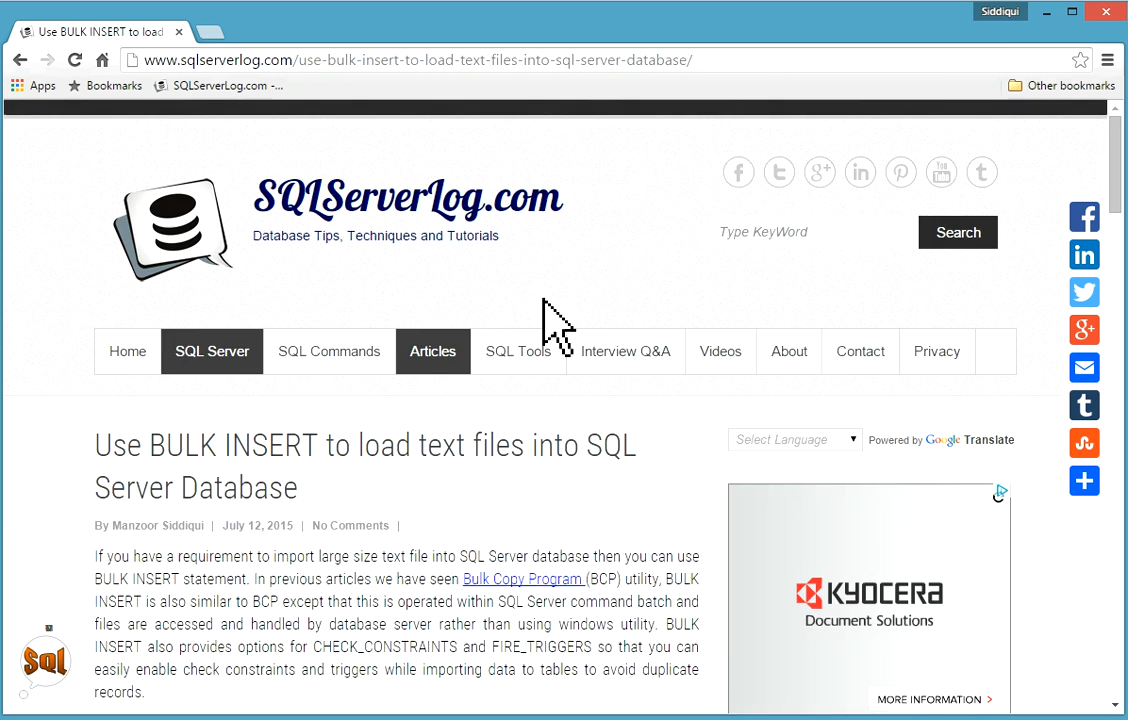 Siddiqui
Use BULK INSERT to load
www.sqlserverlog.com/use-bulk-insert-to-load-text-files-into-sql-server-database/
Apps Bookmarks SQLServerLog.com -... Other bookmarks
SQLServerLog.com
Database Tips, Techniques and Tutorials
Type KeyWord Search
Home SQL Server SQL Commands Articles SQL Tools Interview Q&A Videos About Contact Privacy
Use BULK INSERT to load text files into SQL
Server Database
Select Language Powered by Google Translate
By Manzoor Siddiqui | July 12, 2015 | No Comments |
If you have a requirement to import large size text file into SQL Server database then you can use
BULK INSERT statement. In previous articles we have seen Bulk Copy Program (BCP) utility, BULK
INSERT is also similar to BCP except that this is operated within SQL Server command batch and
files are accessed and handled by database server rather than using windows utility. BULK
INSERT also provides options for CHECK_CONSTRAINTS and FIRE_TRIGGERS so that you can
easily enable check constraints and triggers while importing data to tables to avoid duplicate
records.
KYOCERA
Document Solutions
MORE INFORMATION >
Sql